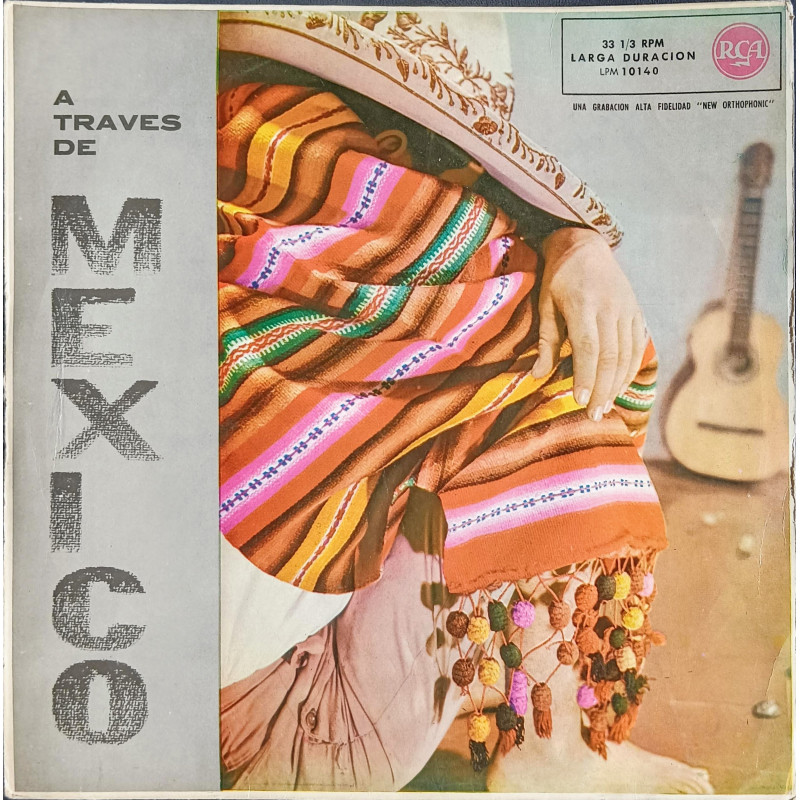 A
TRAVES
DE
MEXICO
33 1/3 RPM
LARGA DURACION
LPM 10140
RCA
UNA GRABACION ALTA FIDELIDAD "NEW ORTHOPHONIC"